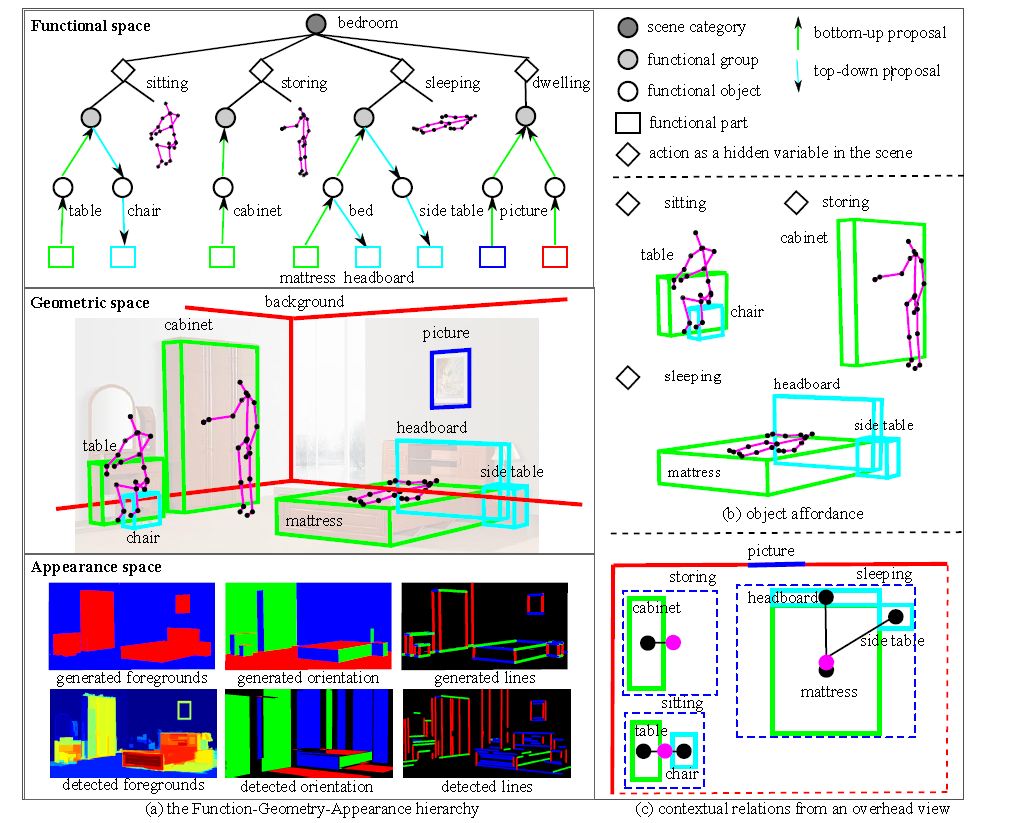 Functional space
bedroom
sitting
storing
sleeping
dwelling
table
chair
cabinet
bed
side table
picture
mattress headboard
scene category
functional group
functional object
functional part
action as a hidden variable in the scene
bottom-up proposal
top-down proposal
Geometric space
background
cabinet
picture
headboard
table
side table
mattress
chair
sitting
storing
cabinet
table
chair
sleeping
headboard
side table
mattress
(b) object affordance
Appearance space
generated foregrounds
generated orientation
generated lines
detected foregrounds
detected orientation
detected lines
(a) the Function-Geometry-Appearance hierarchy
picture
storing
sleeping
cabinet
headboard
side table
mattress
sitting
table
chair
(c) contextual relations from an overhead view